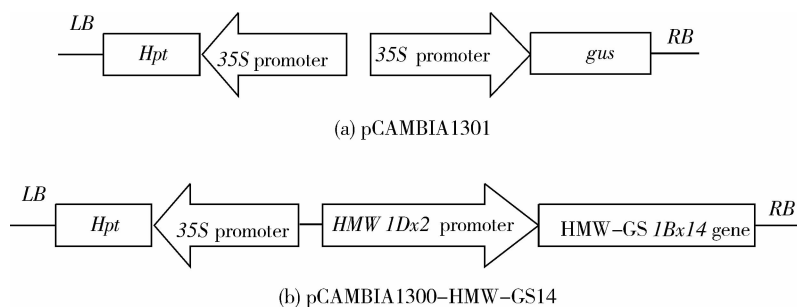 LB
Hpt
35S promoter
35S promoter
gus
RB
(a) pCAMBIA1301
LB
Hpt
35S promoter
HMW 1Dx2 promoter
HMW-GS 1Bx14 gene
RB
(b) pCAMBIA1300-HMW-GS14